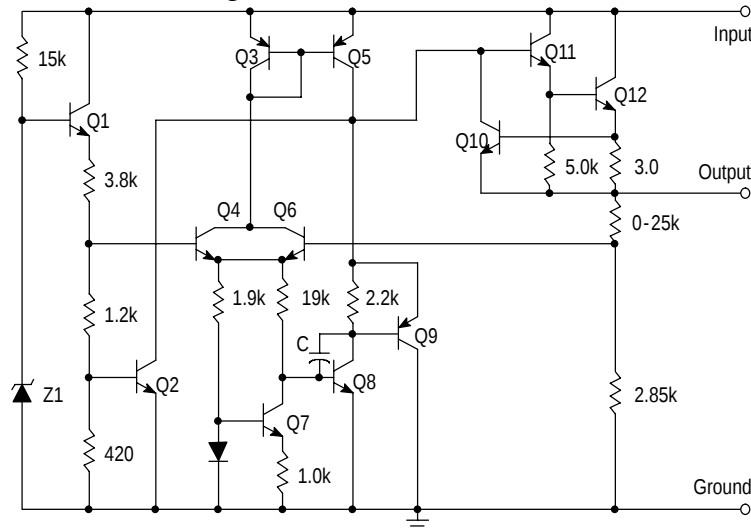 Input
15k
Q3
Q5
Q11
Q12
Q1
Q10
3.8k
5.0k
3.0
Output
Q4
Q6
0-25k
1.2k
1.9k
19k
2.2k
C
Q9
Z1
Q2
Q8
2.85k
Q7
420
1.0k
Ground